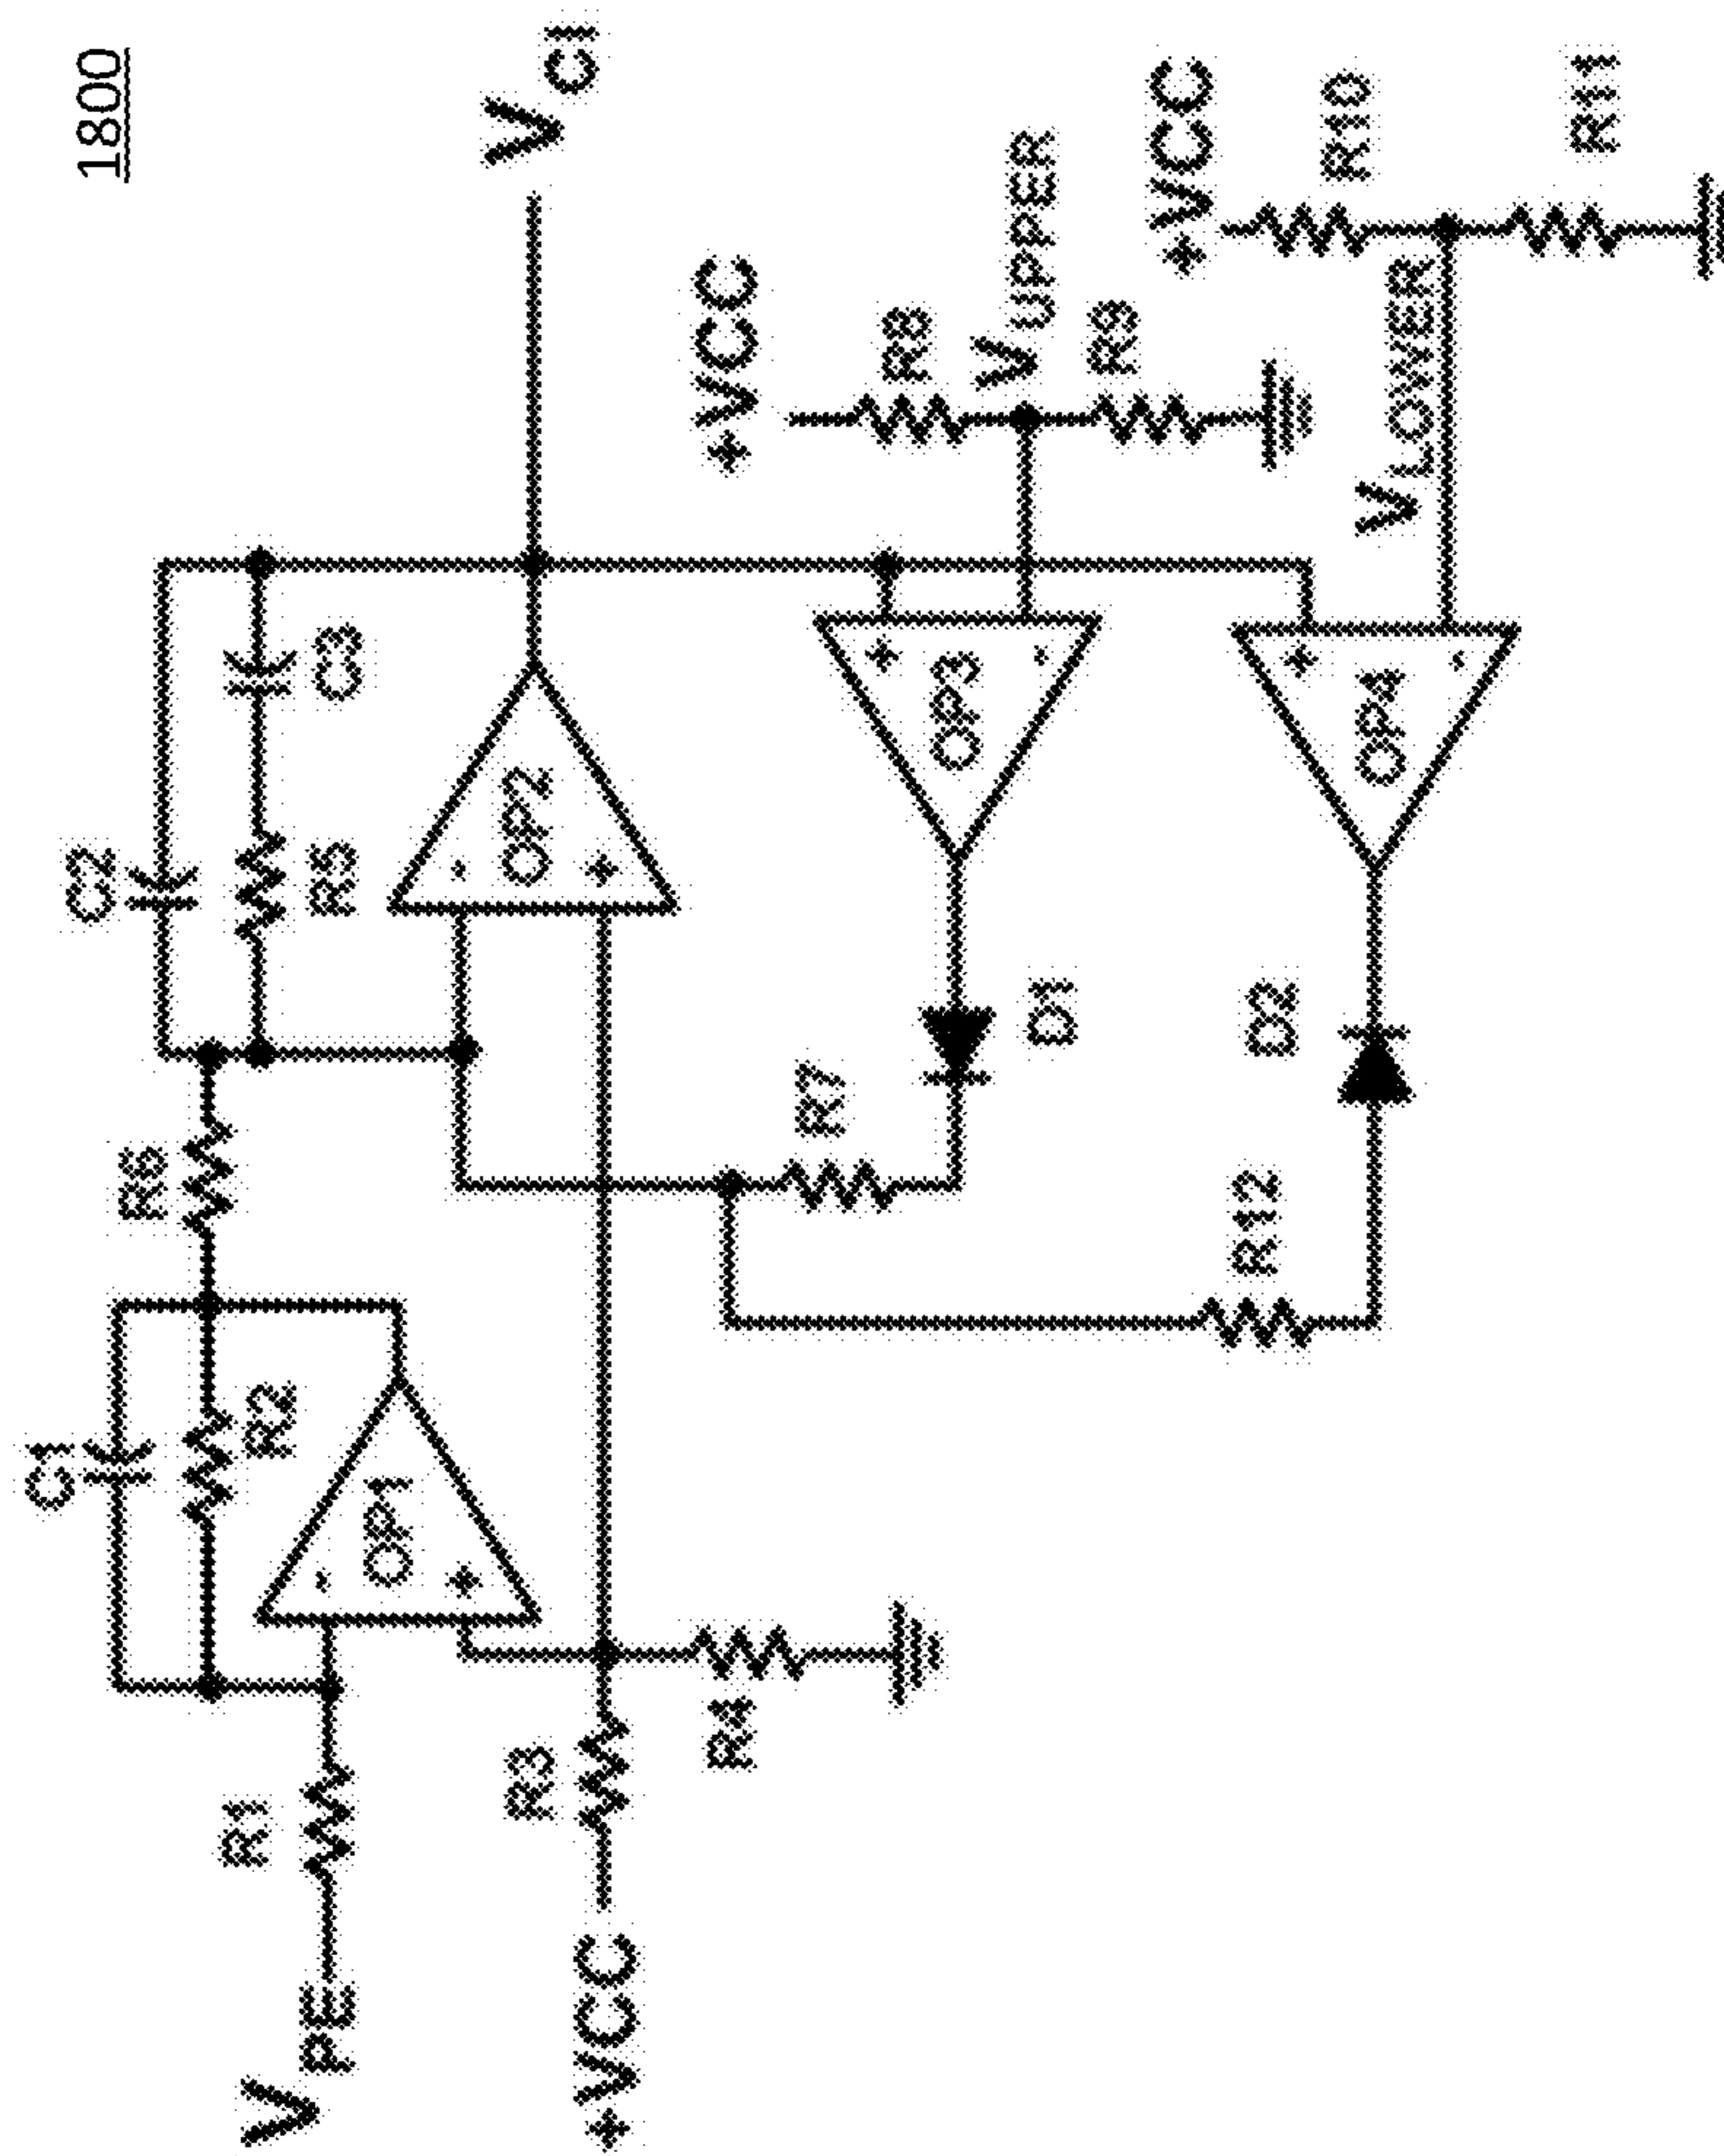 1800
C1
R2
R6
C2
R5
C3
VPE
R1
-
OP1
+
-
OP2
+
Vcl
+VCC
R3
R4
+VCC
R8
VUPPER
R9
+
OP3
-
D1
R7
+VCC
R10
R11
VLOWER
+
OP4
-
D2
R12